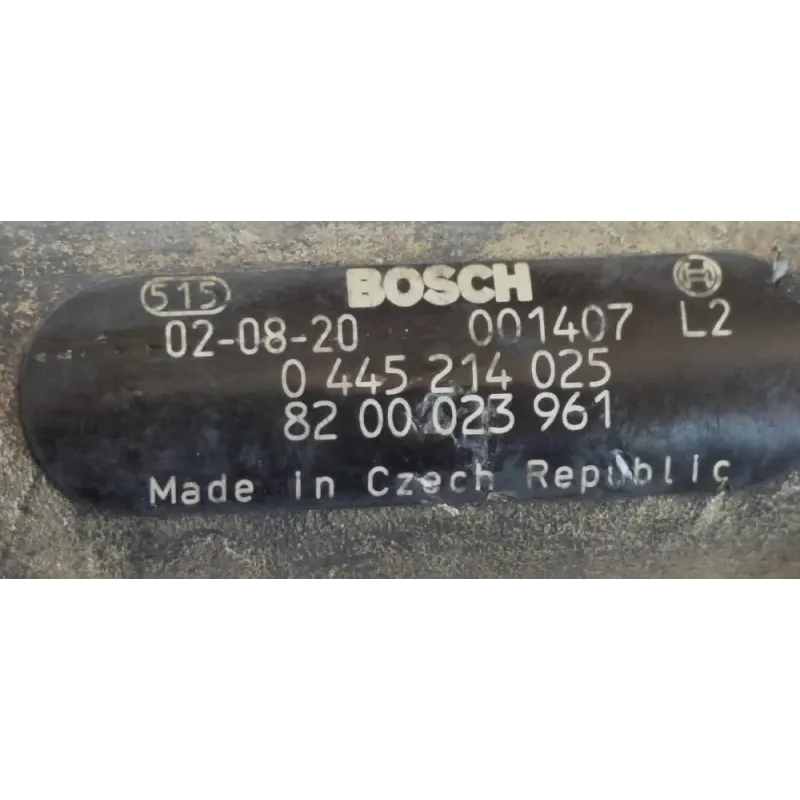 515 BOSCH
02-08-20 001407 L2
0 445 214 025
82 00 023 961
Made in Czech Republic